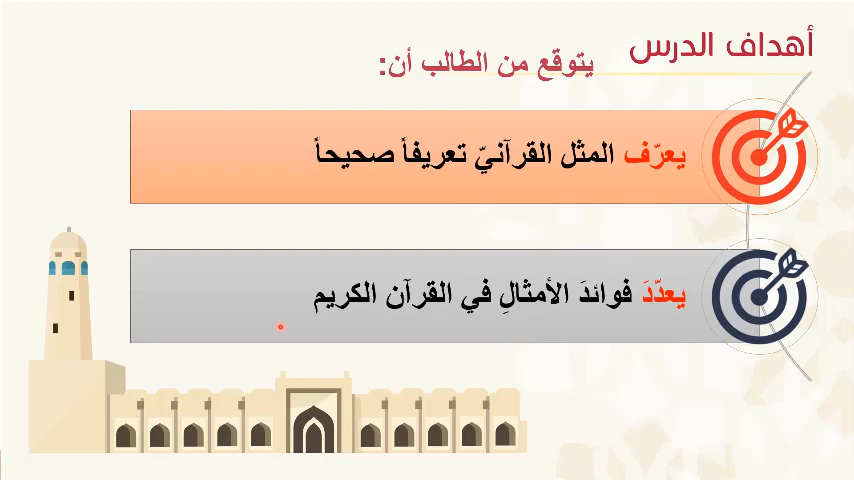 أهداف الدرس
يتوقع من الطالب أن:
يعرّف المثل القرآنيّ تعريفاً صحيحاً
يعدّدَ فوائدَ الأمثالِ في القرآن الكريم